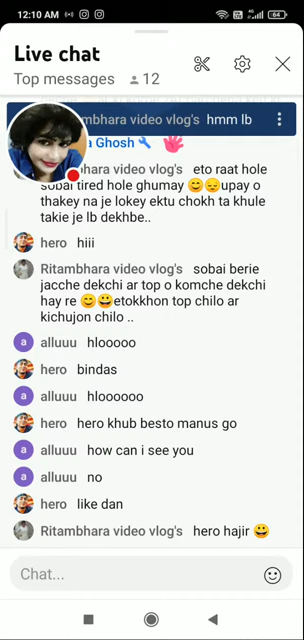 12:10 AM
64
Live chat
Top messages 12
mbhara video vlog's hmm lb
a Ghosh
hara video vlog's eto raat hole
sobai tired hole ghumay 😊😔upay o
thakey na je lokey ektu chokh ta khule
takie je lb dekhbe..
hero hiii
Ritambhara video vlog's sobai berie
jacche dekchi ar top o komche dekchi
hay re 😊😀etokkhon top chilo ar
kichujon chilo ..
a alluuu hlooooo
hero bindas
a alluuu hloooooo
hero hero khub besto manus go
a alluuu how can i see you
a alluuu no
hero like dan
Ritambhara video vlog's hero hajir 😀
Chat...